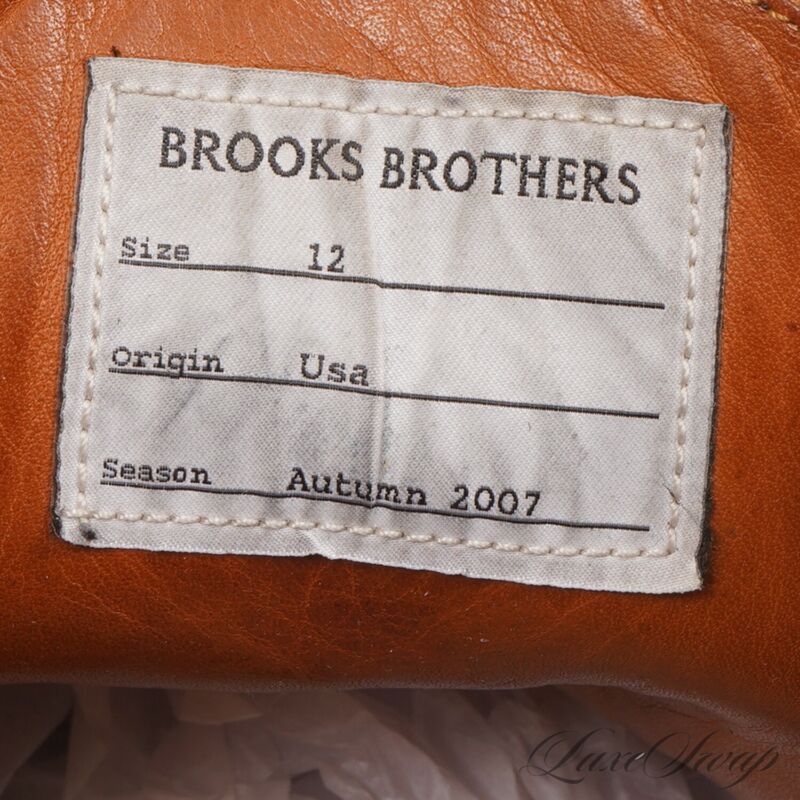 BROOKS BROTHERS
Size 12
Origin Usa
Season Autumn 2007
LuxeSwap